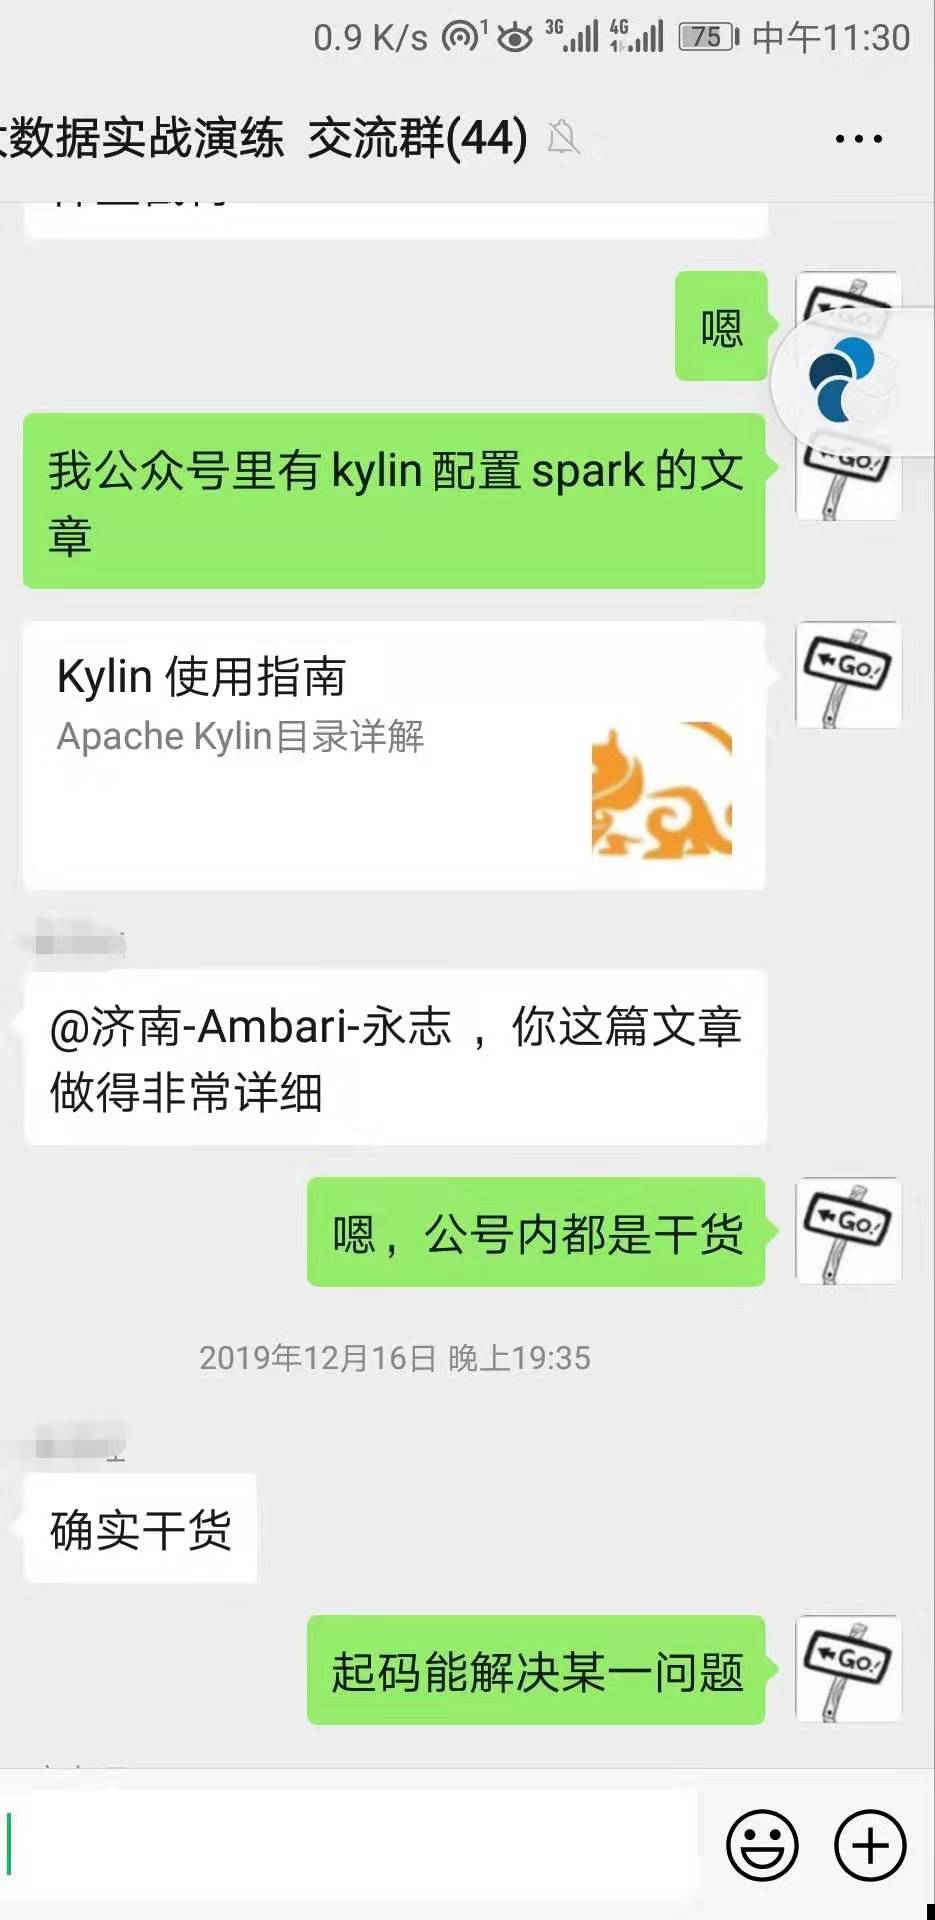 0.9 K/s 1 3G 4G 75 中午11:30
数据实战演练 交流群(44)
嗯
我公众号里有 kylin 配置 spark 的文
章
GO!
Kylin 使用指南
Apache Kylin目录详解
GO!
@济南-Ambari-永志 ，你这篇文章
做得非常详细
嗯，公号内都是干货
GO!
2019年12月16日 晚上19:35
确实干货
起码能解决某一问题
GO!